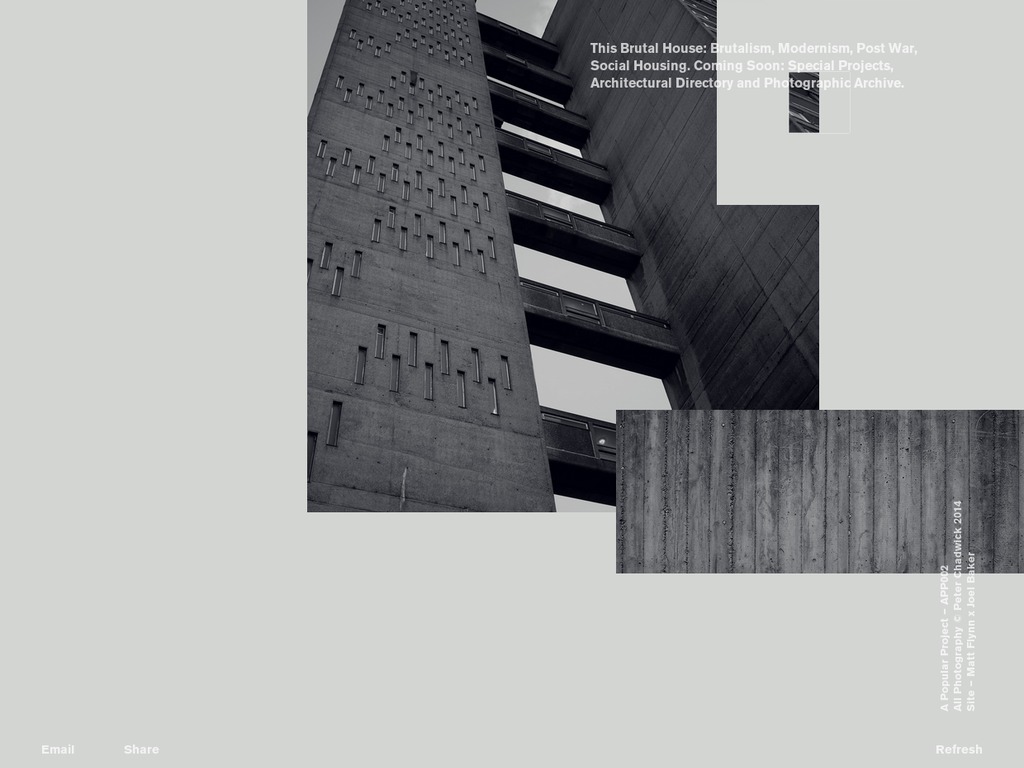 This Brutal House: Brutalism, Modernism, Post War,
Social Housing. Coming Soon: Special Projects,
Architectural Directory and Photographic Archive.
A Popular Project – APP002
All Photography © Peter Chadwick 2014
Site – Matt Flynn x Joel Baker
Email
Share
Refresh